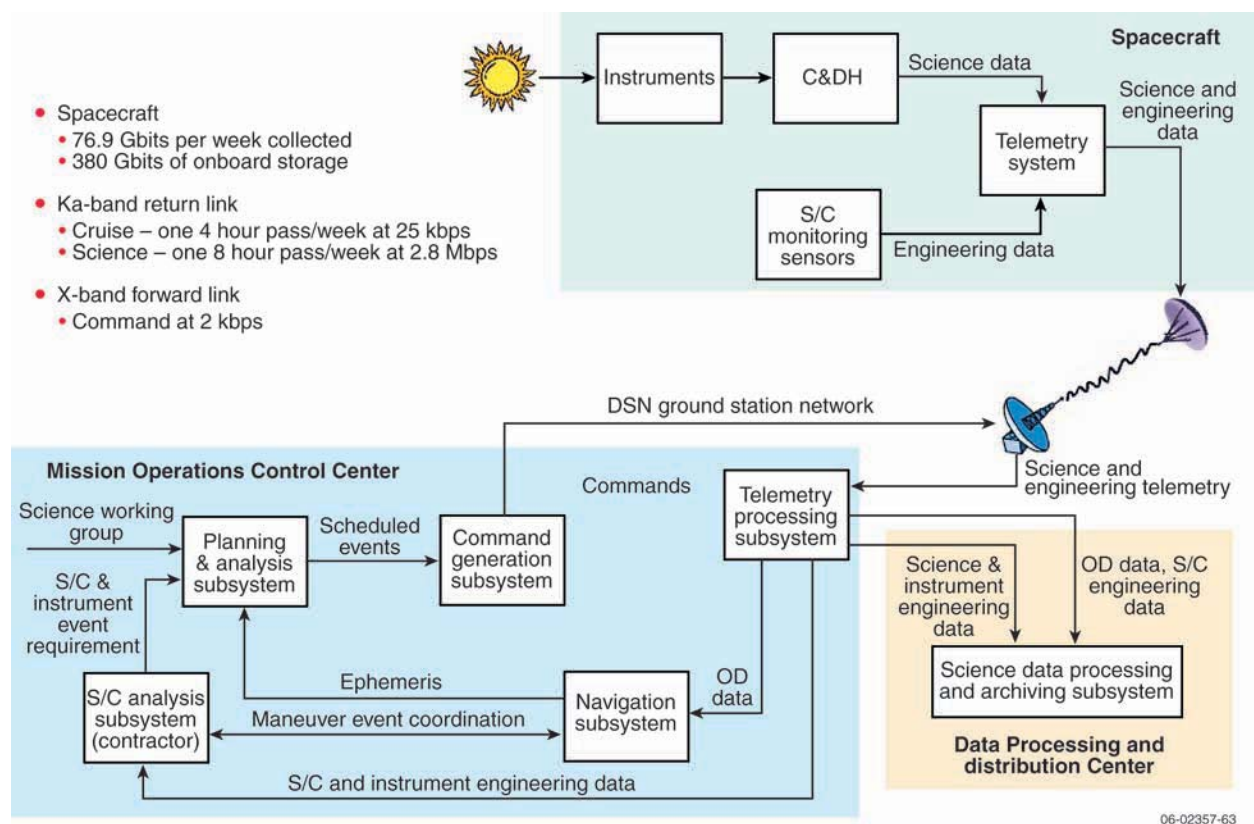 Spacecraft
Instruments
C&DH
Science data
Science and
engineering
data
Telemetry
system
S/C
monitoring
sensors
Engineering data
• Spacecraft
• 76.9 Gbits per week collected
• 380 Gbits of onboard storage
• Ka-band return link
• Cruise – one 4 hour pass/week at 25 kbps
• Science – one 8 hour pass/week at 2.8 Mbps
• X-band forward link
• Command at 2 kbps
DSN ground station network
Mission Operations Control Center
Commands
Science and
engineering telemetry
Science working
group
Planning
& analysis
subsystem
Scheduled
events
Command
generation
subsystem
Telemetry
processing
subsystem
S/C &
instrument
event
requirement
Science &
instrument
engineering
data
OD data, S/C
engineering
data
S/C analysis
subsystem
(contractor)
Ephemeris
Maneuver event coordination
Navigation
subsystem
OD
data
Science data processing
and archiving subsystem
S/C and instrument engineering data
Data Processing and
distribution Center
06-02357-63